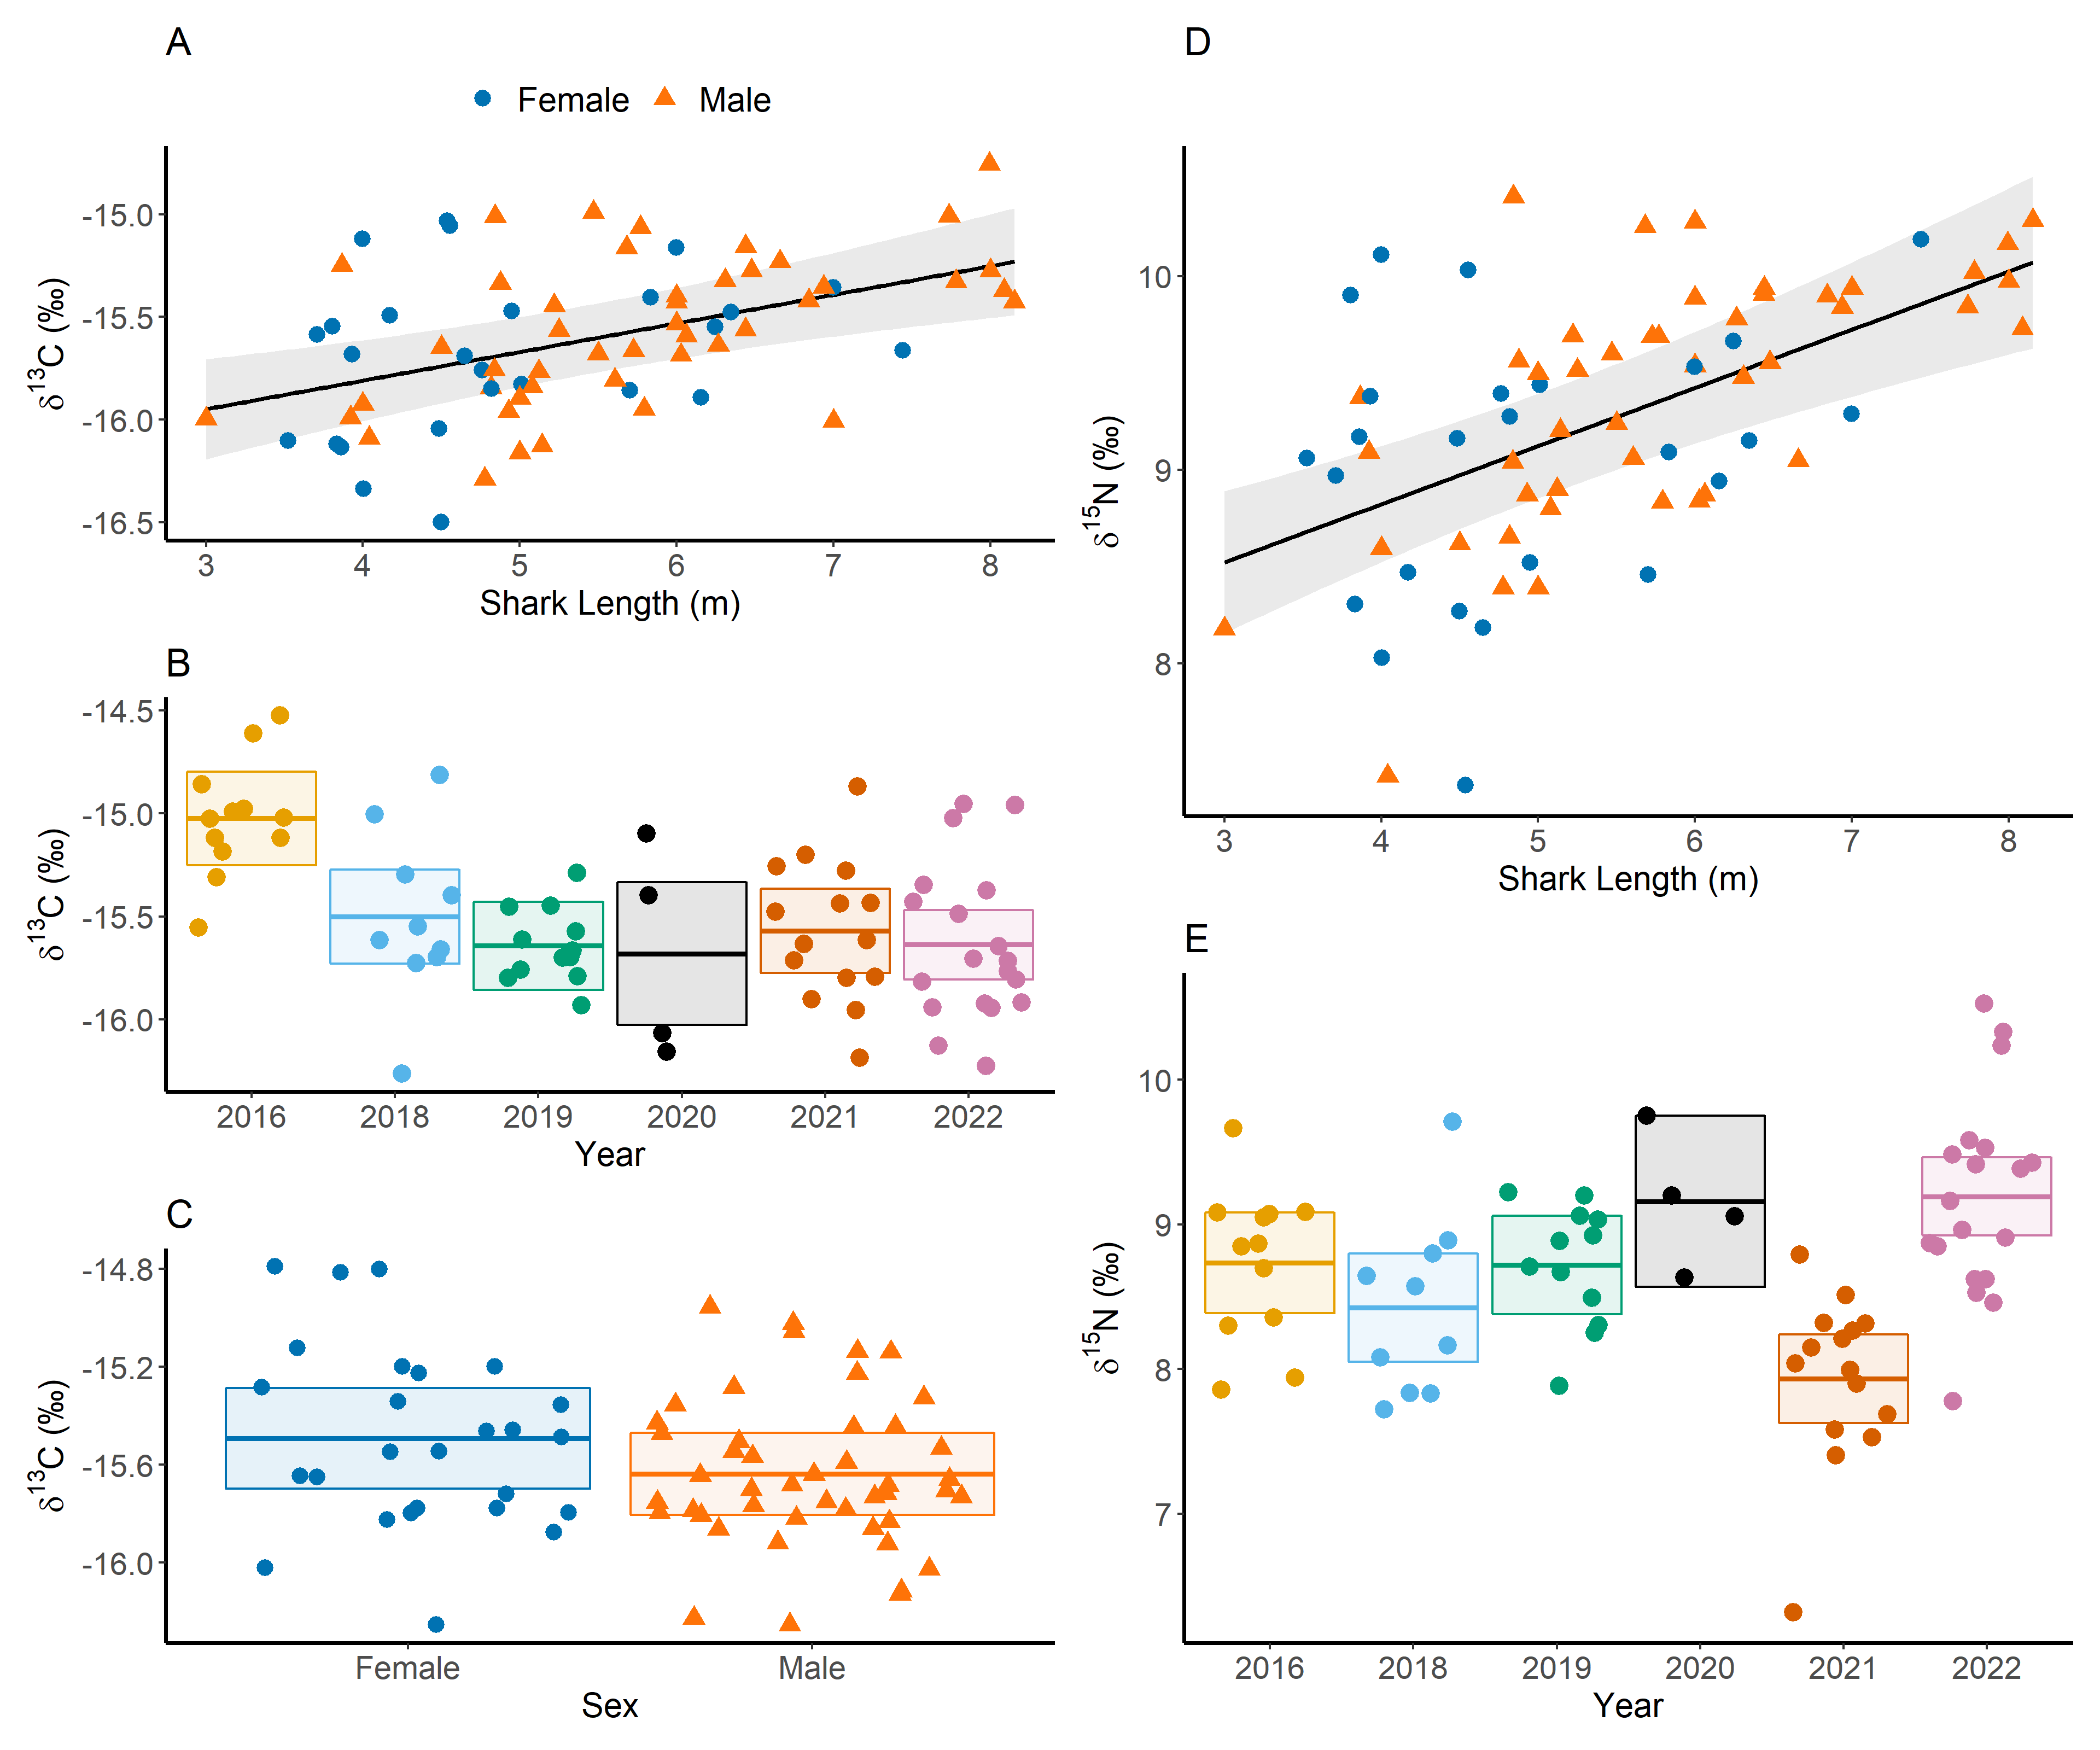 A
Female Male
δ13C (‰)
-15.0
-15.5
-16.0
-16.5
3 4 5 6 7 8
Shark Length (m)
B
δ13C (‰)
-14.5
-15.0
-15.5
-16.0
2016 2018 2019 2020 2021 2022
Year
C
δ13C (‰)
-14.8
-15.2
-15.6
-16.0
Female Male
Sex
D
δ15N (‰)
10
9
8
3 4 5 6 7 8
Shark Length (m)
E
δ15N (‰)
10
9
8
7
2016 2018 2019 2020 2021 2022
Year